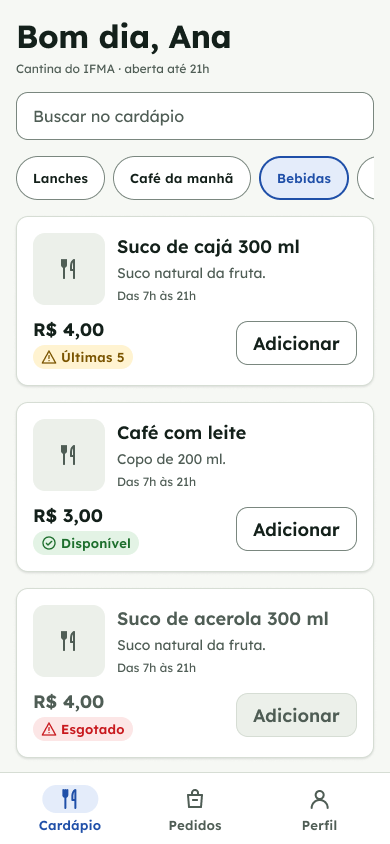 Bom dia, Ana
Cantina do IFMA · aberta até 21h
Buscar no cardápio
Lanches
Café da manhã
Bebidas
Suco de cajá 300 ml
Suco natural da fruta.
Das 7h às 21h
R$ 4,00
Últimas 5
Adicionar
Café com leite
Copo de 200 ml.
Das 7h às 21h
R$ 3,00
Disponível
Adicionar
Suco de acerola 300 ml
Suco natural da fruta.
Das 7h às 21h
R$ 4,00
Esgotado
Adicionar
Cardápio
Pedidos
Perfil